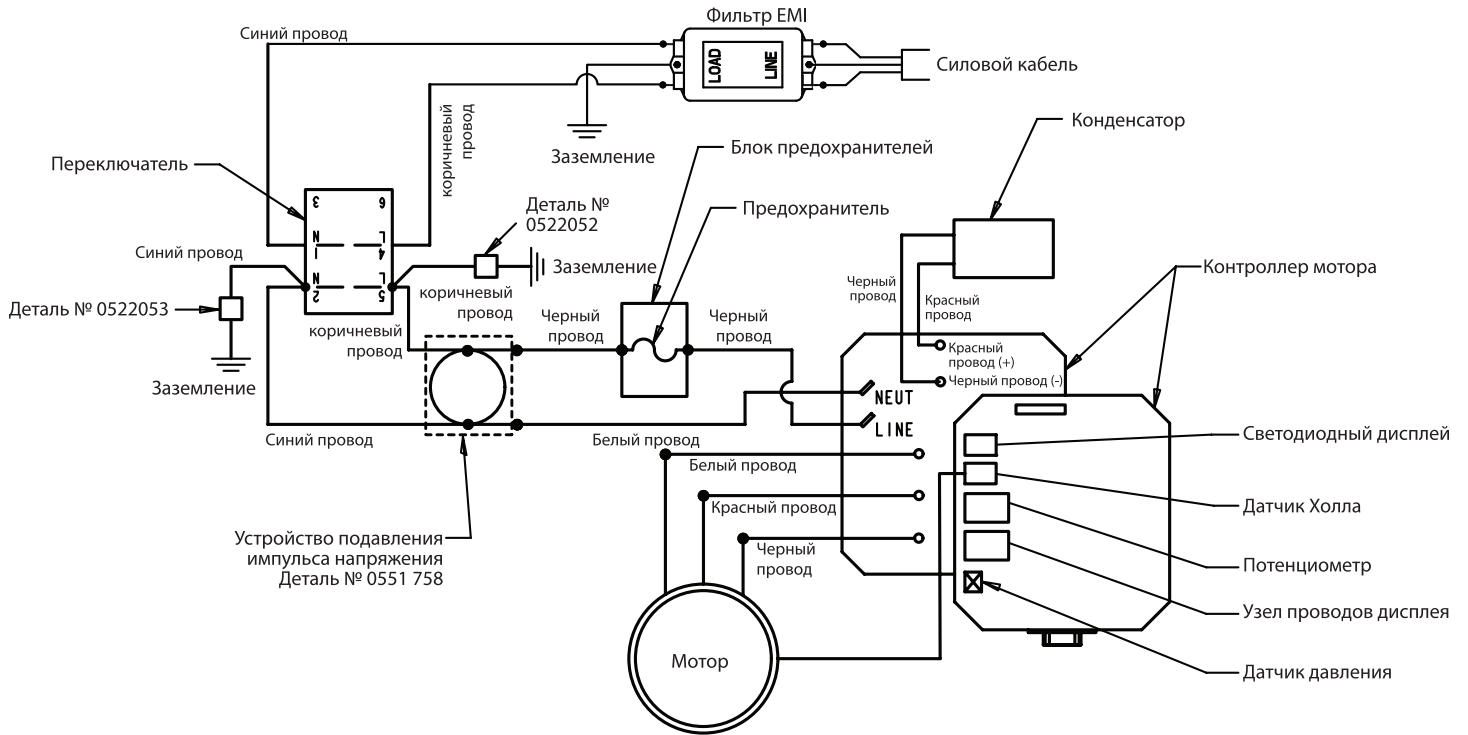 Фильтр EMI
Синий провод
LOAD
LINE
Силовой кабель
коричневый
провод
Заземление
Конденсатор
Блок предохранителей
Переключатель
Деталь №
0522052
Предохранитель
3
6
N
1
L
4
N
2
L
5
Синий провод
Заземление
Контроллер мотора
коричневый
провод
Черный
провод
Красный
провод
Деталь № 0522053
коричневый
провод
Черный
провод
Черный
провод
Красный
провод (+)
Черный провод (-)
Заземление
NEUT
LINE
Синий провод
Белый провод
Светодиодный дисплей
Белый провод
Красный провод
Датчик Холла
Устройство подавления
импульса напряжения
Деталь № 0551 758
Черный
провод
Потенциометр
Узел проводов дисплея
Мотор
Датчик давления